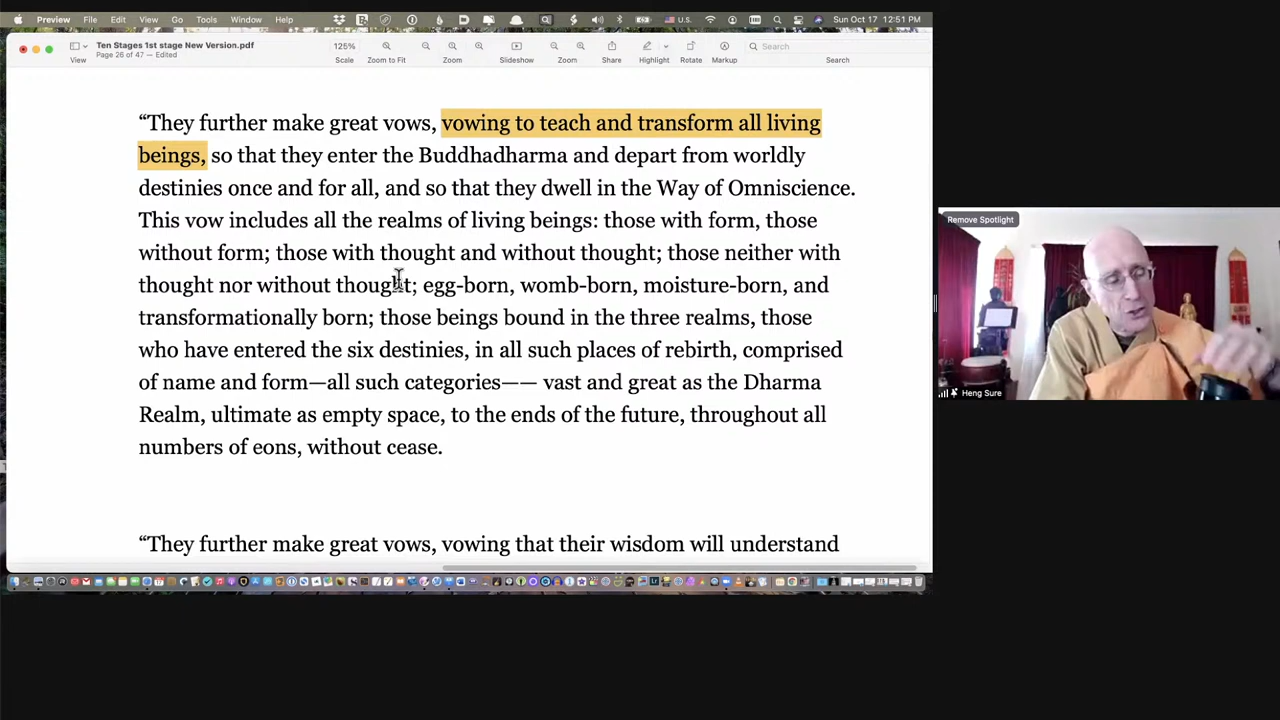 Preview File Edit View Go Tools Window Help U.S. Sun Oct 17 12:51 PM
Ten Stages 1st stage New Version.pdf
Page 26 of 47 — Edited
125%
Search
View Scale Zoom to Fit Zoom Slideshow Zoom Share Highlight Rotate Markup Search
“They further make great vows, vowing to teach and transform all living
beings, so that they enter the Buddhadharma and depart from worldly
destinies once and for all, and so that they dwell in the Way of Omniscience.
This vow includes all the realms of living beings: those with form, those
without form; those with thought and without thought; those neither with
thought nor without thought; egg-born, womb-born, moisture-born, and
transformationally born; those beings bound in the three realms, those
who have entered the six destinies, in all such places of rebirth, comprised
of name and form—all such categories—— vast and great as the Dharma
Realm, ultimate as empty space, to the ends of the future, throughout all
numbers of eons, without cease.
“They further make great vows, vowing that their wisdom will understand
Remove Spotlight
Heng Sure